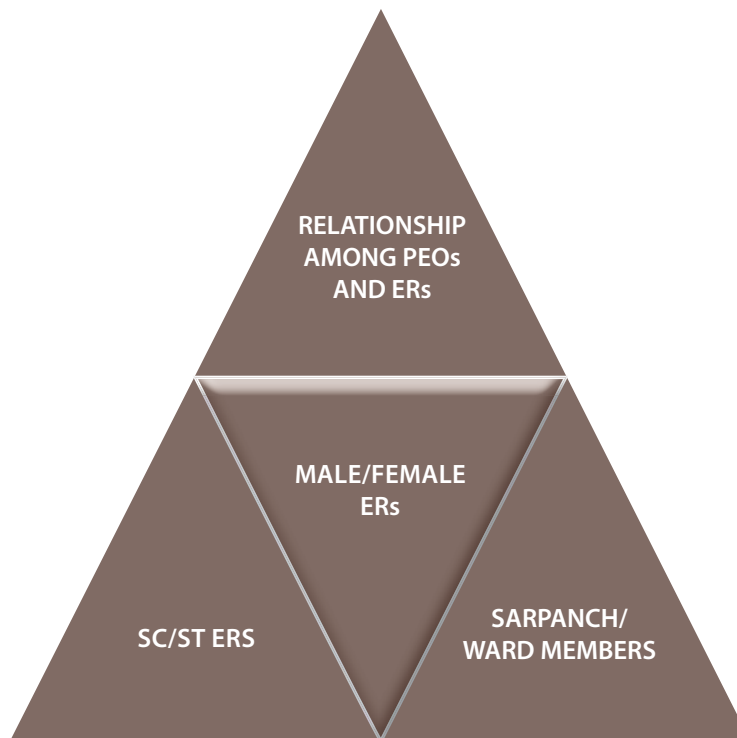 RELATIONSHIP
AMONG PEOs
AND ERs
MALE/FEMALE
ERs
SC/ST ERS
SARPANCH/
WARD MEMBERS